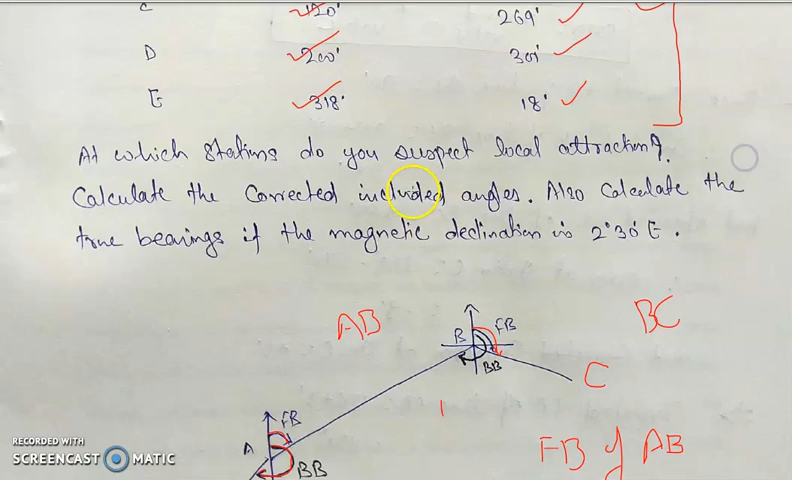 C 120° 269°
D 200° 301°
E 318° 18°
At which stations do you suspect local attraction?
Calculate the Corrected included angles. Also Calculate the
true bearings if the magnetic declination is 2°30' E.
AB BC
B FB
BB C
FB
A BB
FB of AB
RECORDED WITH
SCREENCAST MATIC